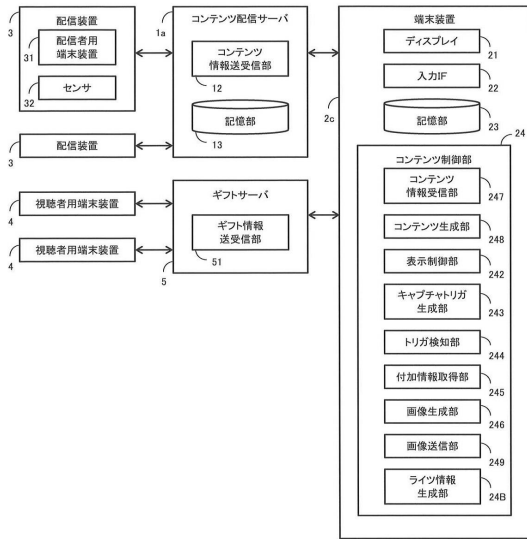 3
配信装置
31
配信者用
端末装置
32
センサ
3
配信装置
4
視聴者用端末装置
4
視聴者用端末装置
1a
コンテンツ配信サーバ
コンテンツ
情報送受信部
12
記憶部
13
ギフトサーバ
ギフト情報
送受信部
51
5
端末装置
2c
ディスプレイ
21
入力IF
22
記憶部
23
24
コンテンツ制御部
コンテンツ
情報受信部
247
コンテンツ生成部
248
表示制御部
242
キャプチャトリガ
生成部
243
トリガ検知部
244
付加情報取得部
245
画像生成部
246
画像送信部
249
ライツ情報
生成部
24B